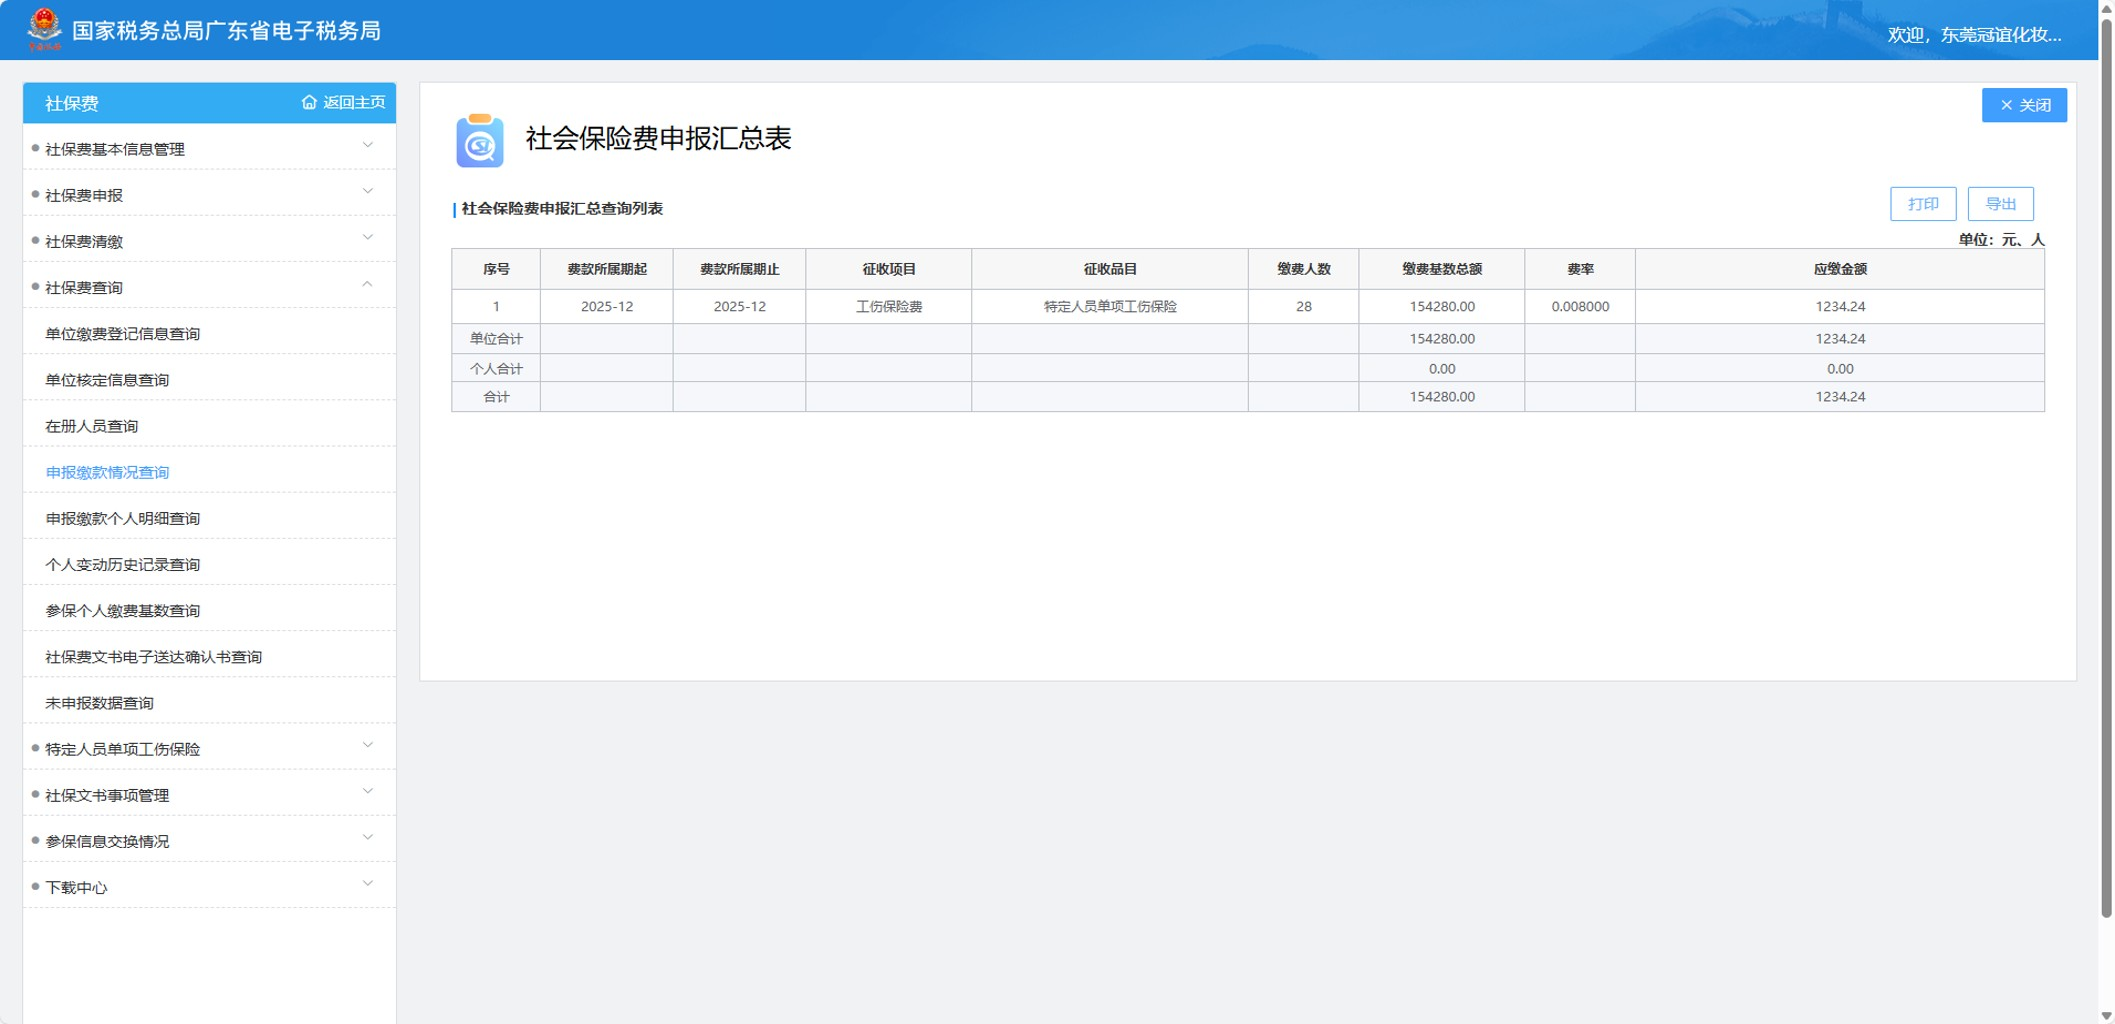 国家税务总局广东省电子税务局
欢迎，东莞冠谊化妆...
社保费 返回主页
社保费基本信息管理
社保费申报
社保费清缴
社保费查询
单位缴费登记信息查询
单位核定信息查询
在册人员查询
申报缴款情况查询
申报缴款个人明细查询
个人变动历史记录查询
参保个人缴费基数查询
社保费文书电子送达确认书查询
未申报数据查询
特定人员单项工伤保险
社保文书事项管理
参保信息交换情况
下载中心
× 关闭
社会保险费申报汇总表
社会保险费申报汇总查询列表
打印 导出
单位：元、人
序号 费款所属期起 费款所属期止 征收项目 征收品目 缴费人数 缴费基数总额 费率 应缴金额
1 2025-12 2025-12 工伤保险费 特定人员单项工伤保险 28 154280.00 0.008000 1234.24
单位合计 154280.00 1234.24
个人合计 0.00 0.00
合计 154280.00 1234.24